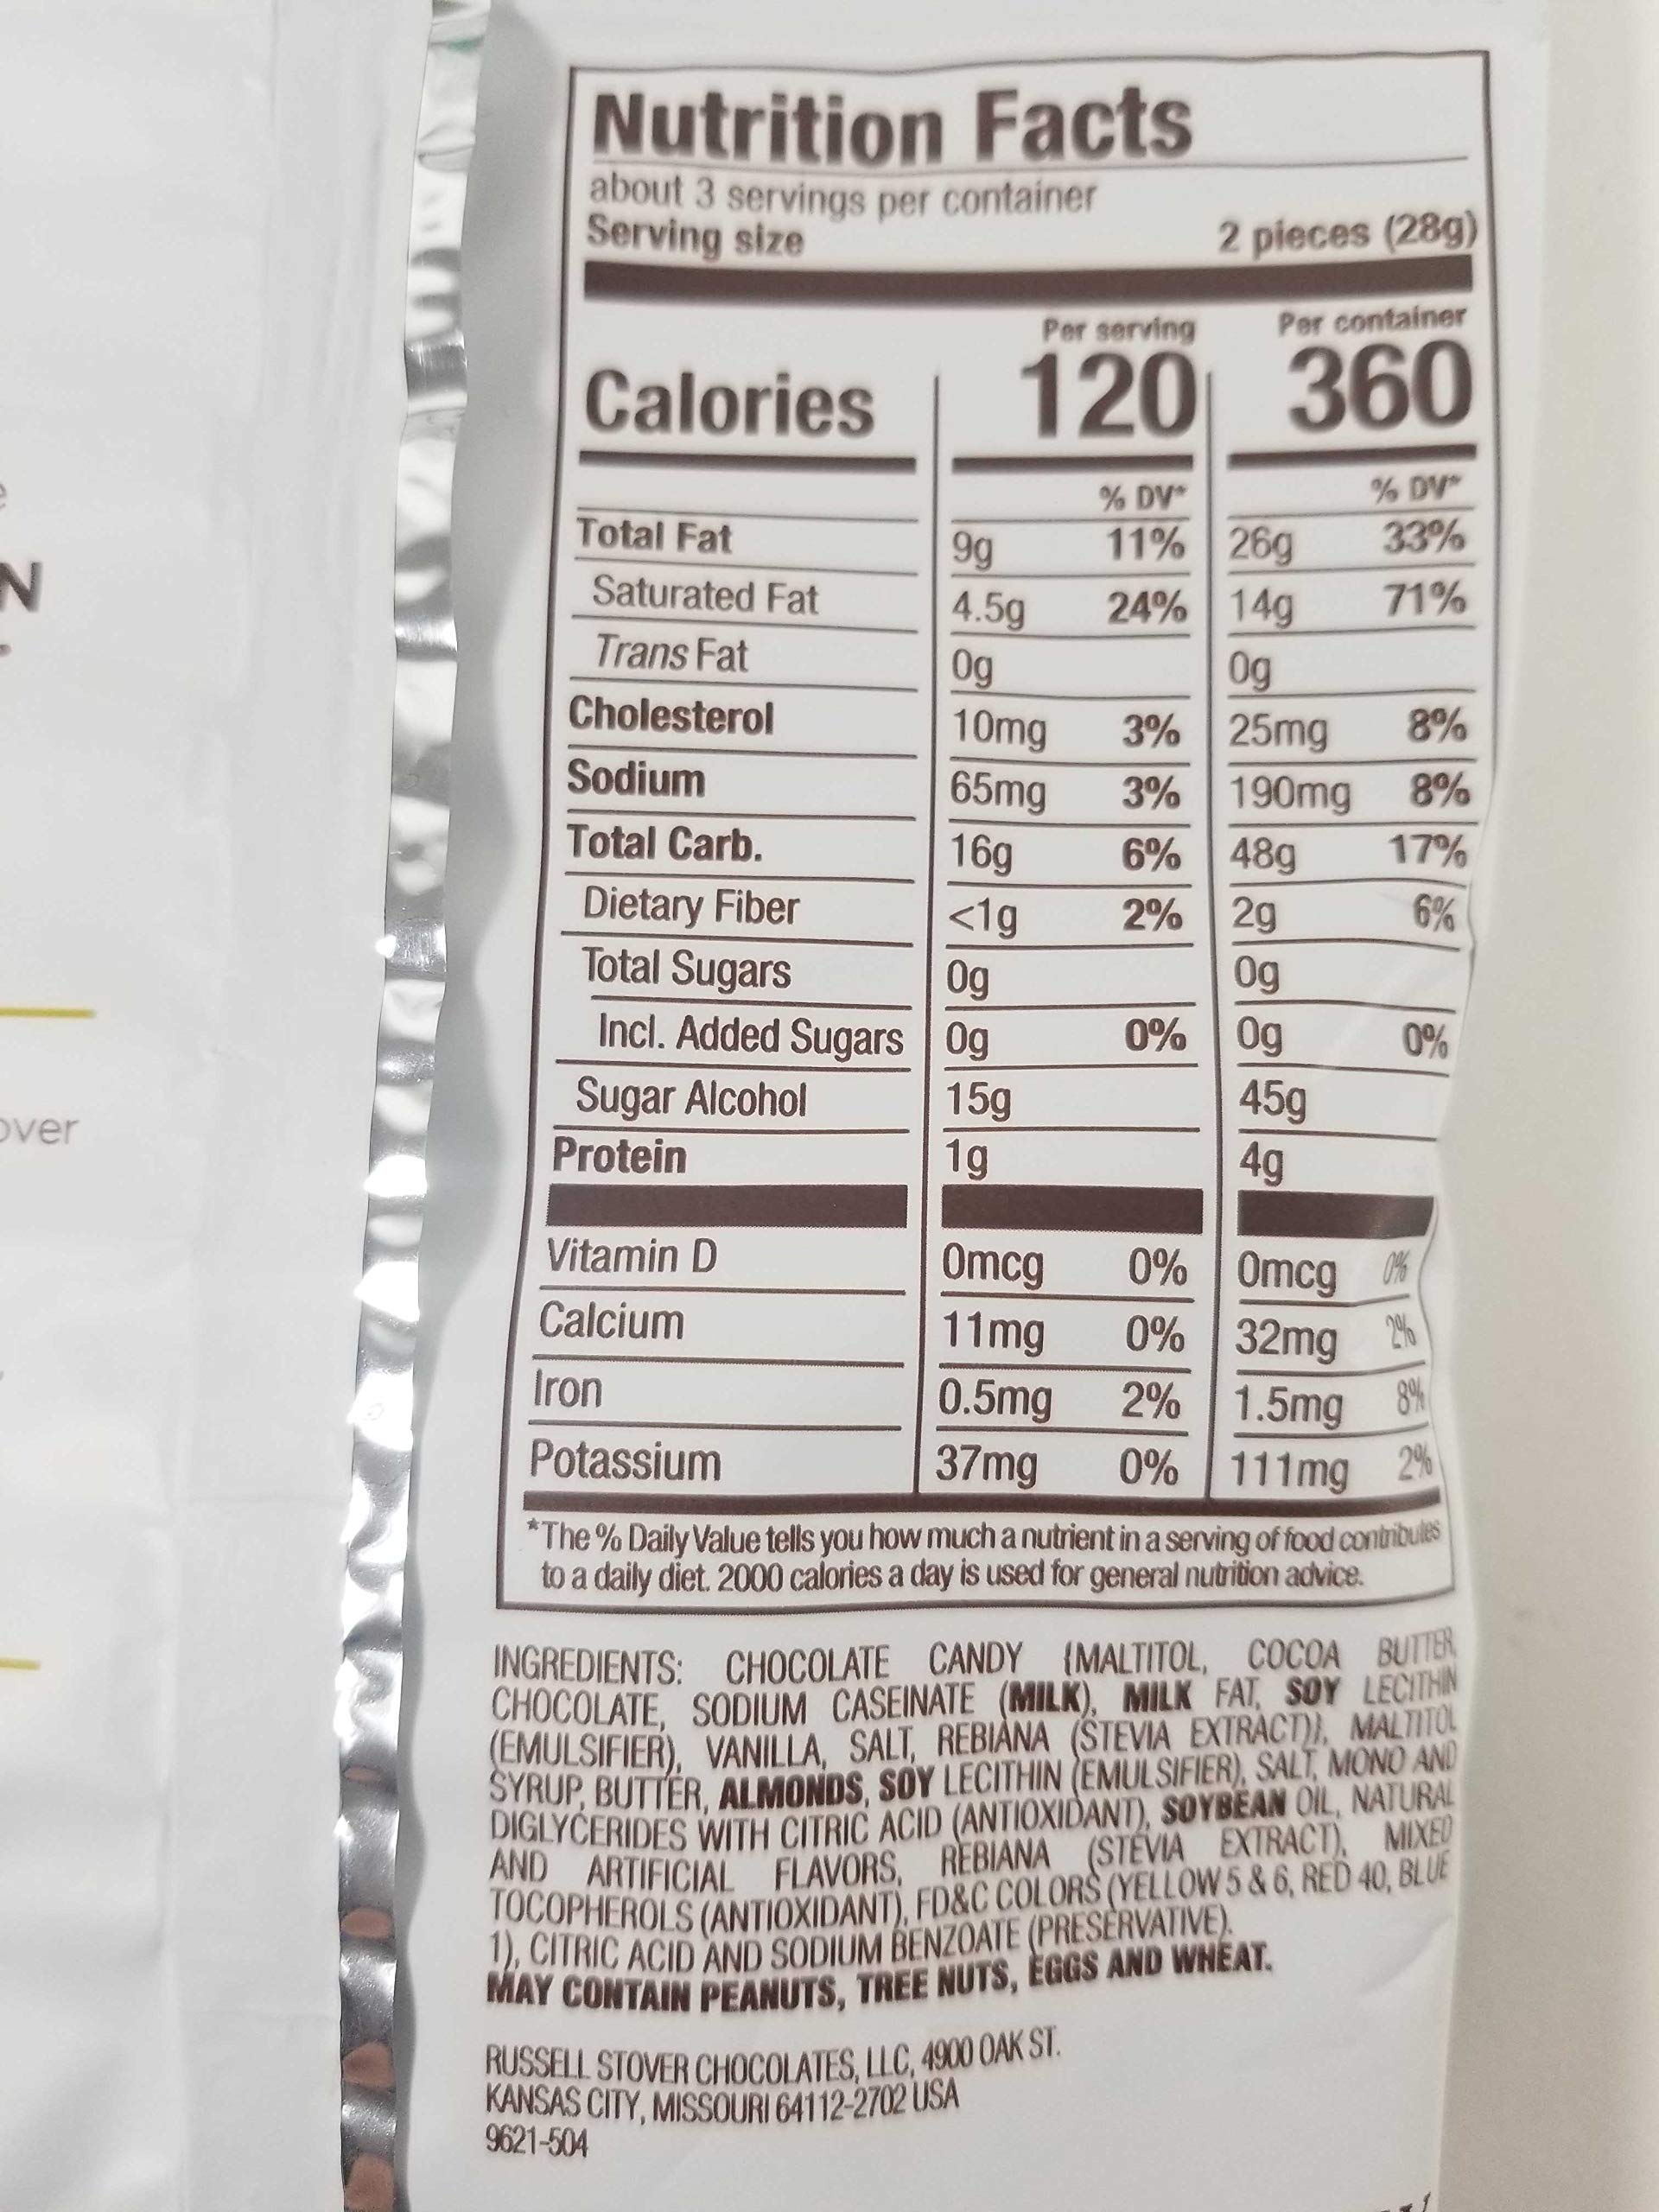 N
over
Nutrition Facts
about 3 servings per container
Serving size 2 pieces (28g)
Per serving Per container
Calories 120 360
% DV* % DV*
Total Fat 9g 11% 26g 33%
Saturated Fat 4.5g 24% 14g 71%
Trans Fat 0g 0g
Cholesterol 10mg 3% 25mg 8%
Sodium 65mg 3% 190mg 8%
Total Carb. 16g 6% 48g 17%
Dietary Fiber <1g 2% 2g 6%
Total Sugars 0g 0g
Incl. Added Sugars 0g 0% 0g 0%
Sugar Alcohol 15g 45g
Protein 1g 4g
Vitamin D 0mcg 0% 0mcg 0%
Calcium 11mg 0% 32mg 2%
Iron 0.5mg 2% 1.5mg 8%
Potassium 37mg 0% 111mg 2%
*The % Daily Value tells you how much a nutrient in a serving of food contributes
to a daily diet. 2000 calories a day is used for general nutrition advice.
INGREDIENTS: CHOCOLATE CANDY {MALTITOL, COCOA BUTTER,
CHOCOLATE, SODIUM CASEINATE (MILK), MILK FAT, SOY LECITHIN
(EMULSIFIER), VANILLA, SALT, REBIANA (STEVIA EXTRACT)}, MALTITOL
SYRUP, BUTTER, ALMONDS, SOY LECITHIN (EMULSIFIER), SALT, MONO AND
DIGLYCERIDES WITH CITRIC ACID (ANTIOXIDANT), SOYBEAN OIL, NATURAL
AND ARTIFICIAL FLAVORS, REBIANA (STEVIA EXTRACT), MIXED
TOCOPHEROLS (ANTIOXIDANT), FD&C COLORS (YELLOW 5 & 6, RED 40, BLUE
1), CITRIC ACID AND SODIUM BENZOATE (PRESERVATIVE).
MAY CONTAIN PEANUTS, TREE NUTS, EGGS AND WHEAT.
RUSSELL STOVER CHOCOLATES, LLC, 4900 OAK ST.
KANSAS CITY, MISSOURI 64112-2702 USA
9621-504